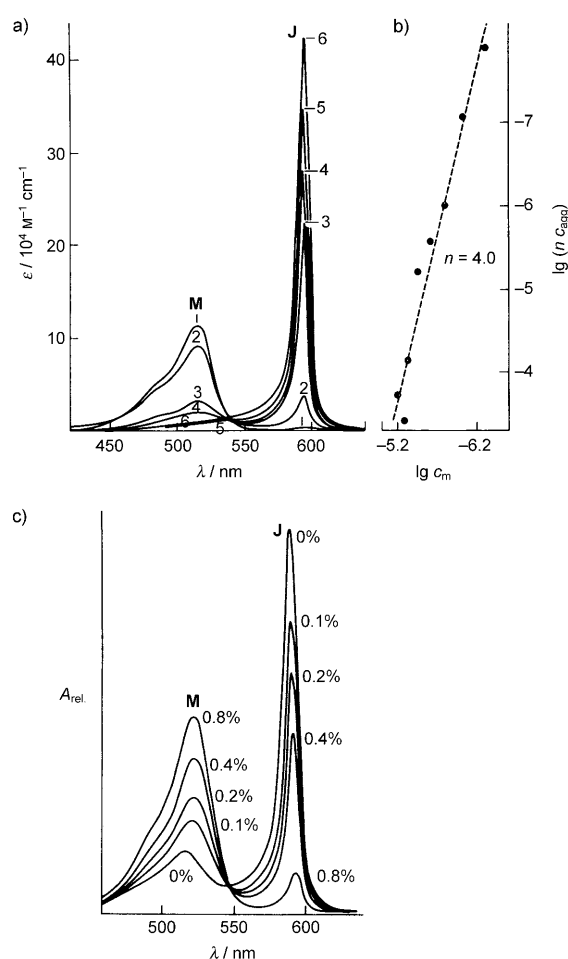 a)
J
6
5
4
3
40
30
20
10
ε / 10⁴ M⁻¹ cm⁻¹
M
1
2
3
4
6
5
2
1
450 500 550 600
λ / nm
b)
−7
−6
−5
−4
lg (n c_agg)
n = 4.0
−5.2 −6.2
lg c_m
c)
J
0%
0.1%
0.2%
0.4%
0.8%
A_rel.
M
0.8%
0.4%
0.2%
0.1%
0%
500 550 600
λ / nm